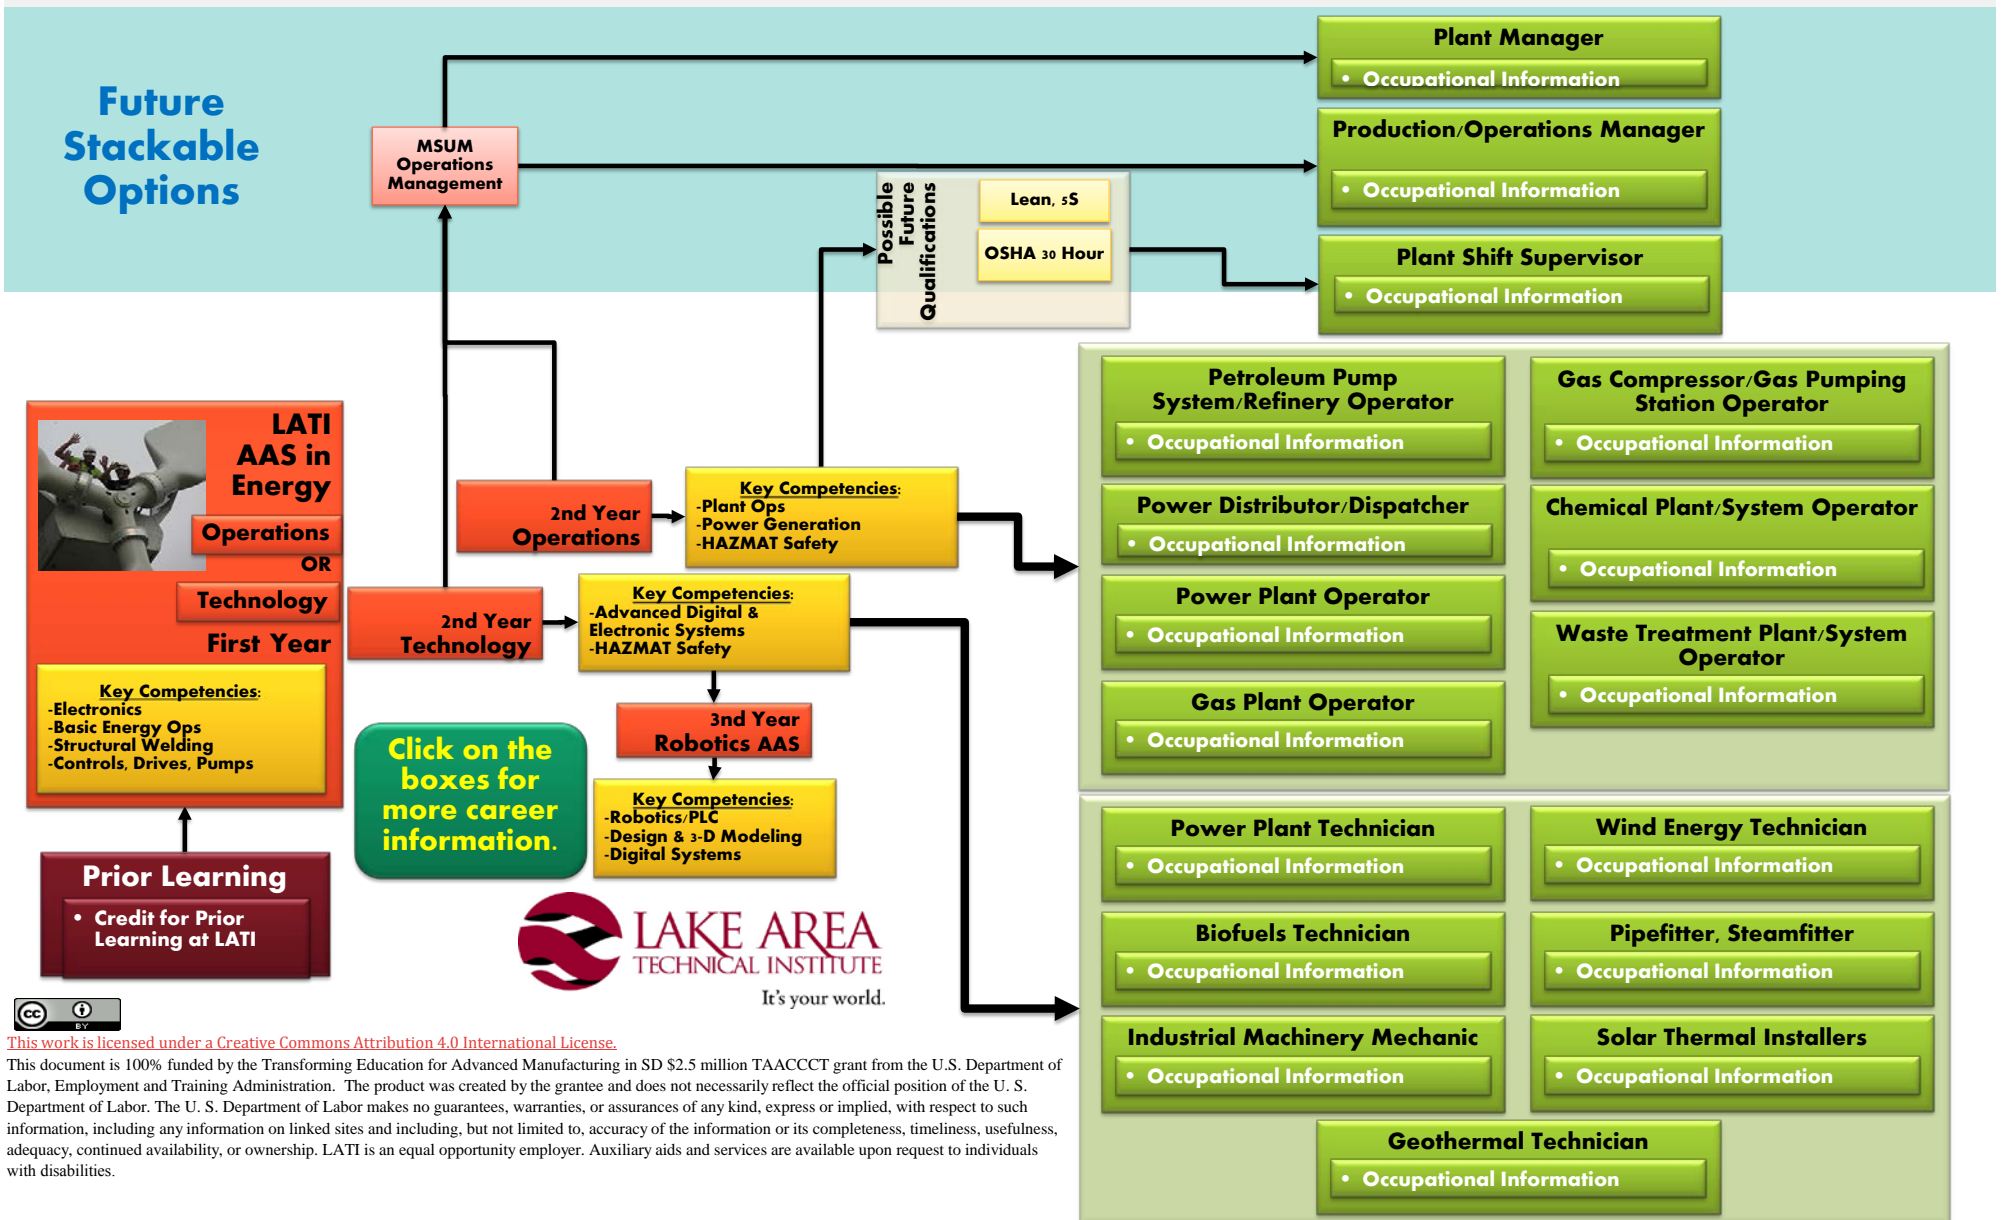 Future
Stackable
Options
MSUM
Operations
Management
Possible
Future
Qualifications
Lean, 5S
OSHA 30 Hour
Plant Manager
• Occupational Information
Production/Operations Manager
• Occupational Information
Plant Shift Supervisor
• Occupational Information
LATI
AAS in
Energy
Operations
OR
Technology
First Year
Key Competencies:
-Electronics
-Basic Energy Ops
-Structural Welding
-Controls, Drives, Pumps
Prior Learning
• Credit for Prior
Learning at LATI
2nd Year
Operations
Key Competencies:
-Plant Ops
-Power Generation
-HAZMAT Safety
2nd Year
Technology
Key Competencies:
-Advanced Digital &
Electronic Systems
-HAZMAT Safety
3nd Year
Robotics AAS
Key Competencies:
-Robotics/PLC
-Design & 3-D Modeling
-Digital Systems
Click on the
boxes for
more career
information.
Petroleum Pump
System/Refinery Operator
• Occupational Information
Gas Compressor/Gas Pumping
Station Operator
• Occupational Information
Power Distributor/Dispatcher
• Occupational Information
Chemical Plant/System Operator
• Occupational Information
Power Plant Operator
• Occupational Information
Waste Treatment Plant/System
Operator
• Occupational Information
Gas Plant Operator
• Occupational Information
Power Plant Technician
• Occupational Information
Wind Energy Technician
• Occupational Information
Biofuels Technician
• Occupational Information
Pipefitter, Steamfitter
• Occupational Information
Industrial Machinery Mechanic
• Occupational Information
Solar Thermal Installers
• Occupational Information
Geothermal Technician
• Occupational Information
LAKE AREA
TECHNICAL INSTITUTE
It's your world.
cc
BY
This work is licensed under a Creative Commons Attribution 4.0 International License.
This document is 100% funded by the Transforming Education for Advanced Manufacturing in SD $2.5 million TAACCCT grant from the U.S. Department of
Labor, Employment and Training Administration. The product was created by the grantee and does not necessarily reflect the official position of the U. S.
Department of Labor. The U. S. Department of Labor makes no guarantees, warranties, or assurances of any kind, express or implied, with respect to such
information, including any information on linked sites and including, but not limited to, accuracy of the information or its completeness, timeliness, usefulness,
adequacy, continued availability, or ownership. LATI is an equal opportunity employer. Auxiliary aids and services are available upon request to individuals
with disabilities.